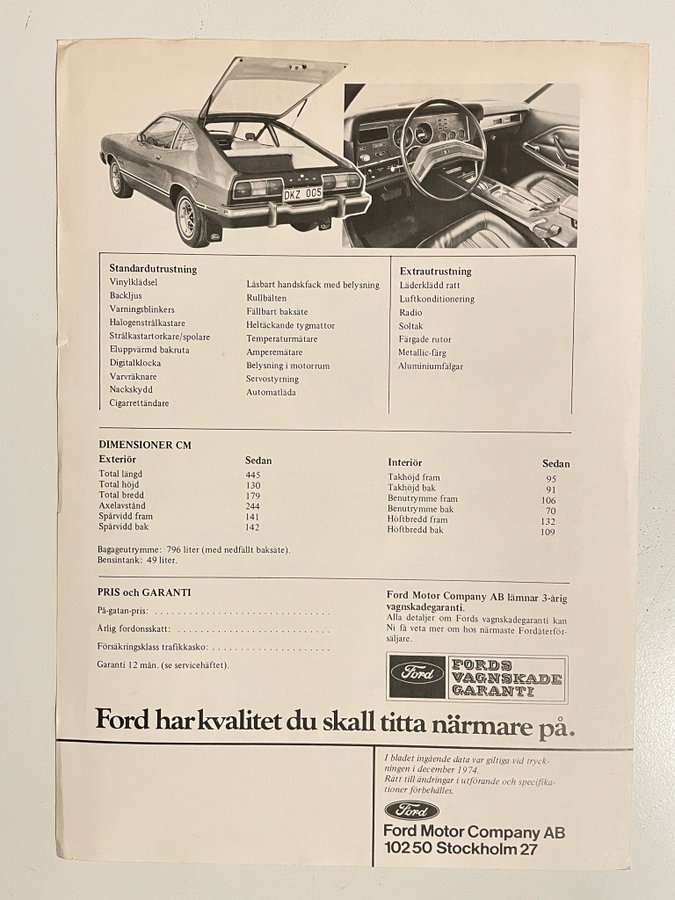 FORD
DKZ 005
Standardutrustning
Vinylklädsel
Backljus
Varningsblinkers
Halogenstrålkastare
Strålkastartorkare/spolare
Eluppvärmd bakruta
Digitalklocka
Varvräknare
Nackskydd
Cigarrettändare
Låsbart handskfack med belysning
Rullbälten
Fällbart baksäte
Heltäckande tygmattor
Temperaturmätare
Amperemätare
Belysning i motorrum
Servostyrning
Automatlåda
Extrautrustning
Läderklädd ratt
Luftkonditionering
Radio
Soltak
Färgade rutor
Metallic-färg
Aluminiumfälgar
DIMENSIONER CM
Exteriör Sedan
Total längd 445
Total höjd 130
Total bredd 179
Axelavstånd 244
Spårvidd fram 141
Spårvidd bak 142
Interiör Sedan
Takhöjd fram 95
Takhöjd bak 91
Benutrymme fram 106
Benutrymme bak 70
Höftbredd fram 132
Höftbredd bak 109
Bagageutrymme: 796 liter (med nedfällt baksäte).
Bensintank: 49 liter.
PRIS och GARANTI
På-gatan-pris: . . . . . . . . . . . . . . . . . . . . . . . . . . . . . .
Årlig fordonsskatt: . . . . . . . . . . . . . . . . . . . . . . . . . .
Försäkringsklass trafikkasko: . . . . . . . . . . . . . . . . . . . .
Garanti 12 mån. (se servicehäftet).
Ford Motor Company AB lämnar 3-årig
vagnskadegaranti.
Alla detaljer om Fords vagnskadegaranti kan
Ni få veta mer om hos närmaste Fordåterför-
säljare.
Ford
FORDS
VAGNSKADE
GARANTI
Ford har kvalitet du skall titta närmare på.
I bladet ingående data var giltiga vid tryck-
ningen i december 1974.
Rätt till ändringar i utförande och specifika-
tioner förbehålles.
Ford
Ford Motor Company AB
102 50 Stockholm 27